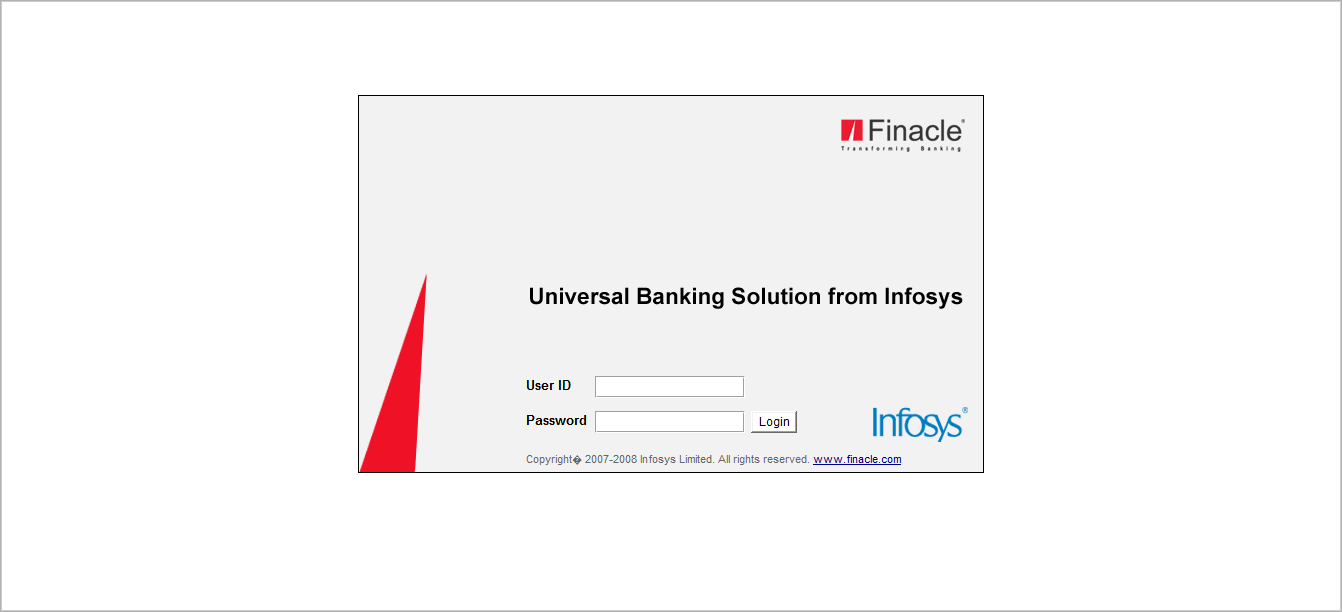 Finacle®
Transforming Banking
Universal Banking Solution from Infosys
User ID
Password Login
Infosys®
Copyright� 2007-2008 Infosys Limited. All rights reserved. www.finacle.com